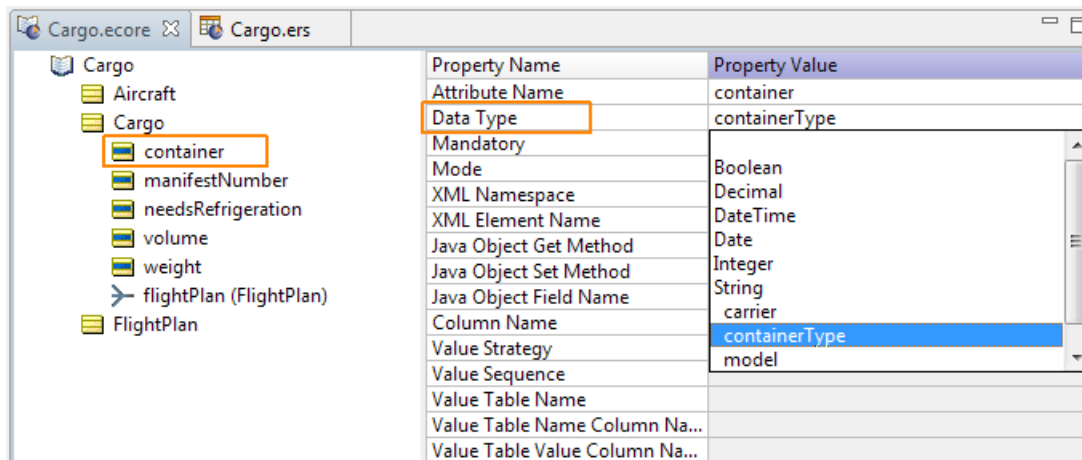 Cargo.ecore
Cargo.ers
Cargo
Aircraft
Cargo
container
manifestNumber
needsRefrigeration
volume
weight
flightPlan (FlightPlan)
FlightPlan
Property Name Property Value
Attribute Name container
Data Type containerType
Mandatory
Mode
XML Namespace
XML Element Name
Java Object Get Method
Java Object Set Method
Java Object Field Name
Column Name
Value Strategy
Value Sequence
Value Table Name
Value Table Name Column Na...
Value Table Value Column Na...
Boolean
Decimal
DateTime
Date
Integer
String
carrier
containerType
model